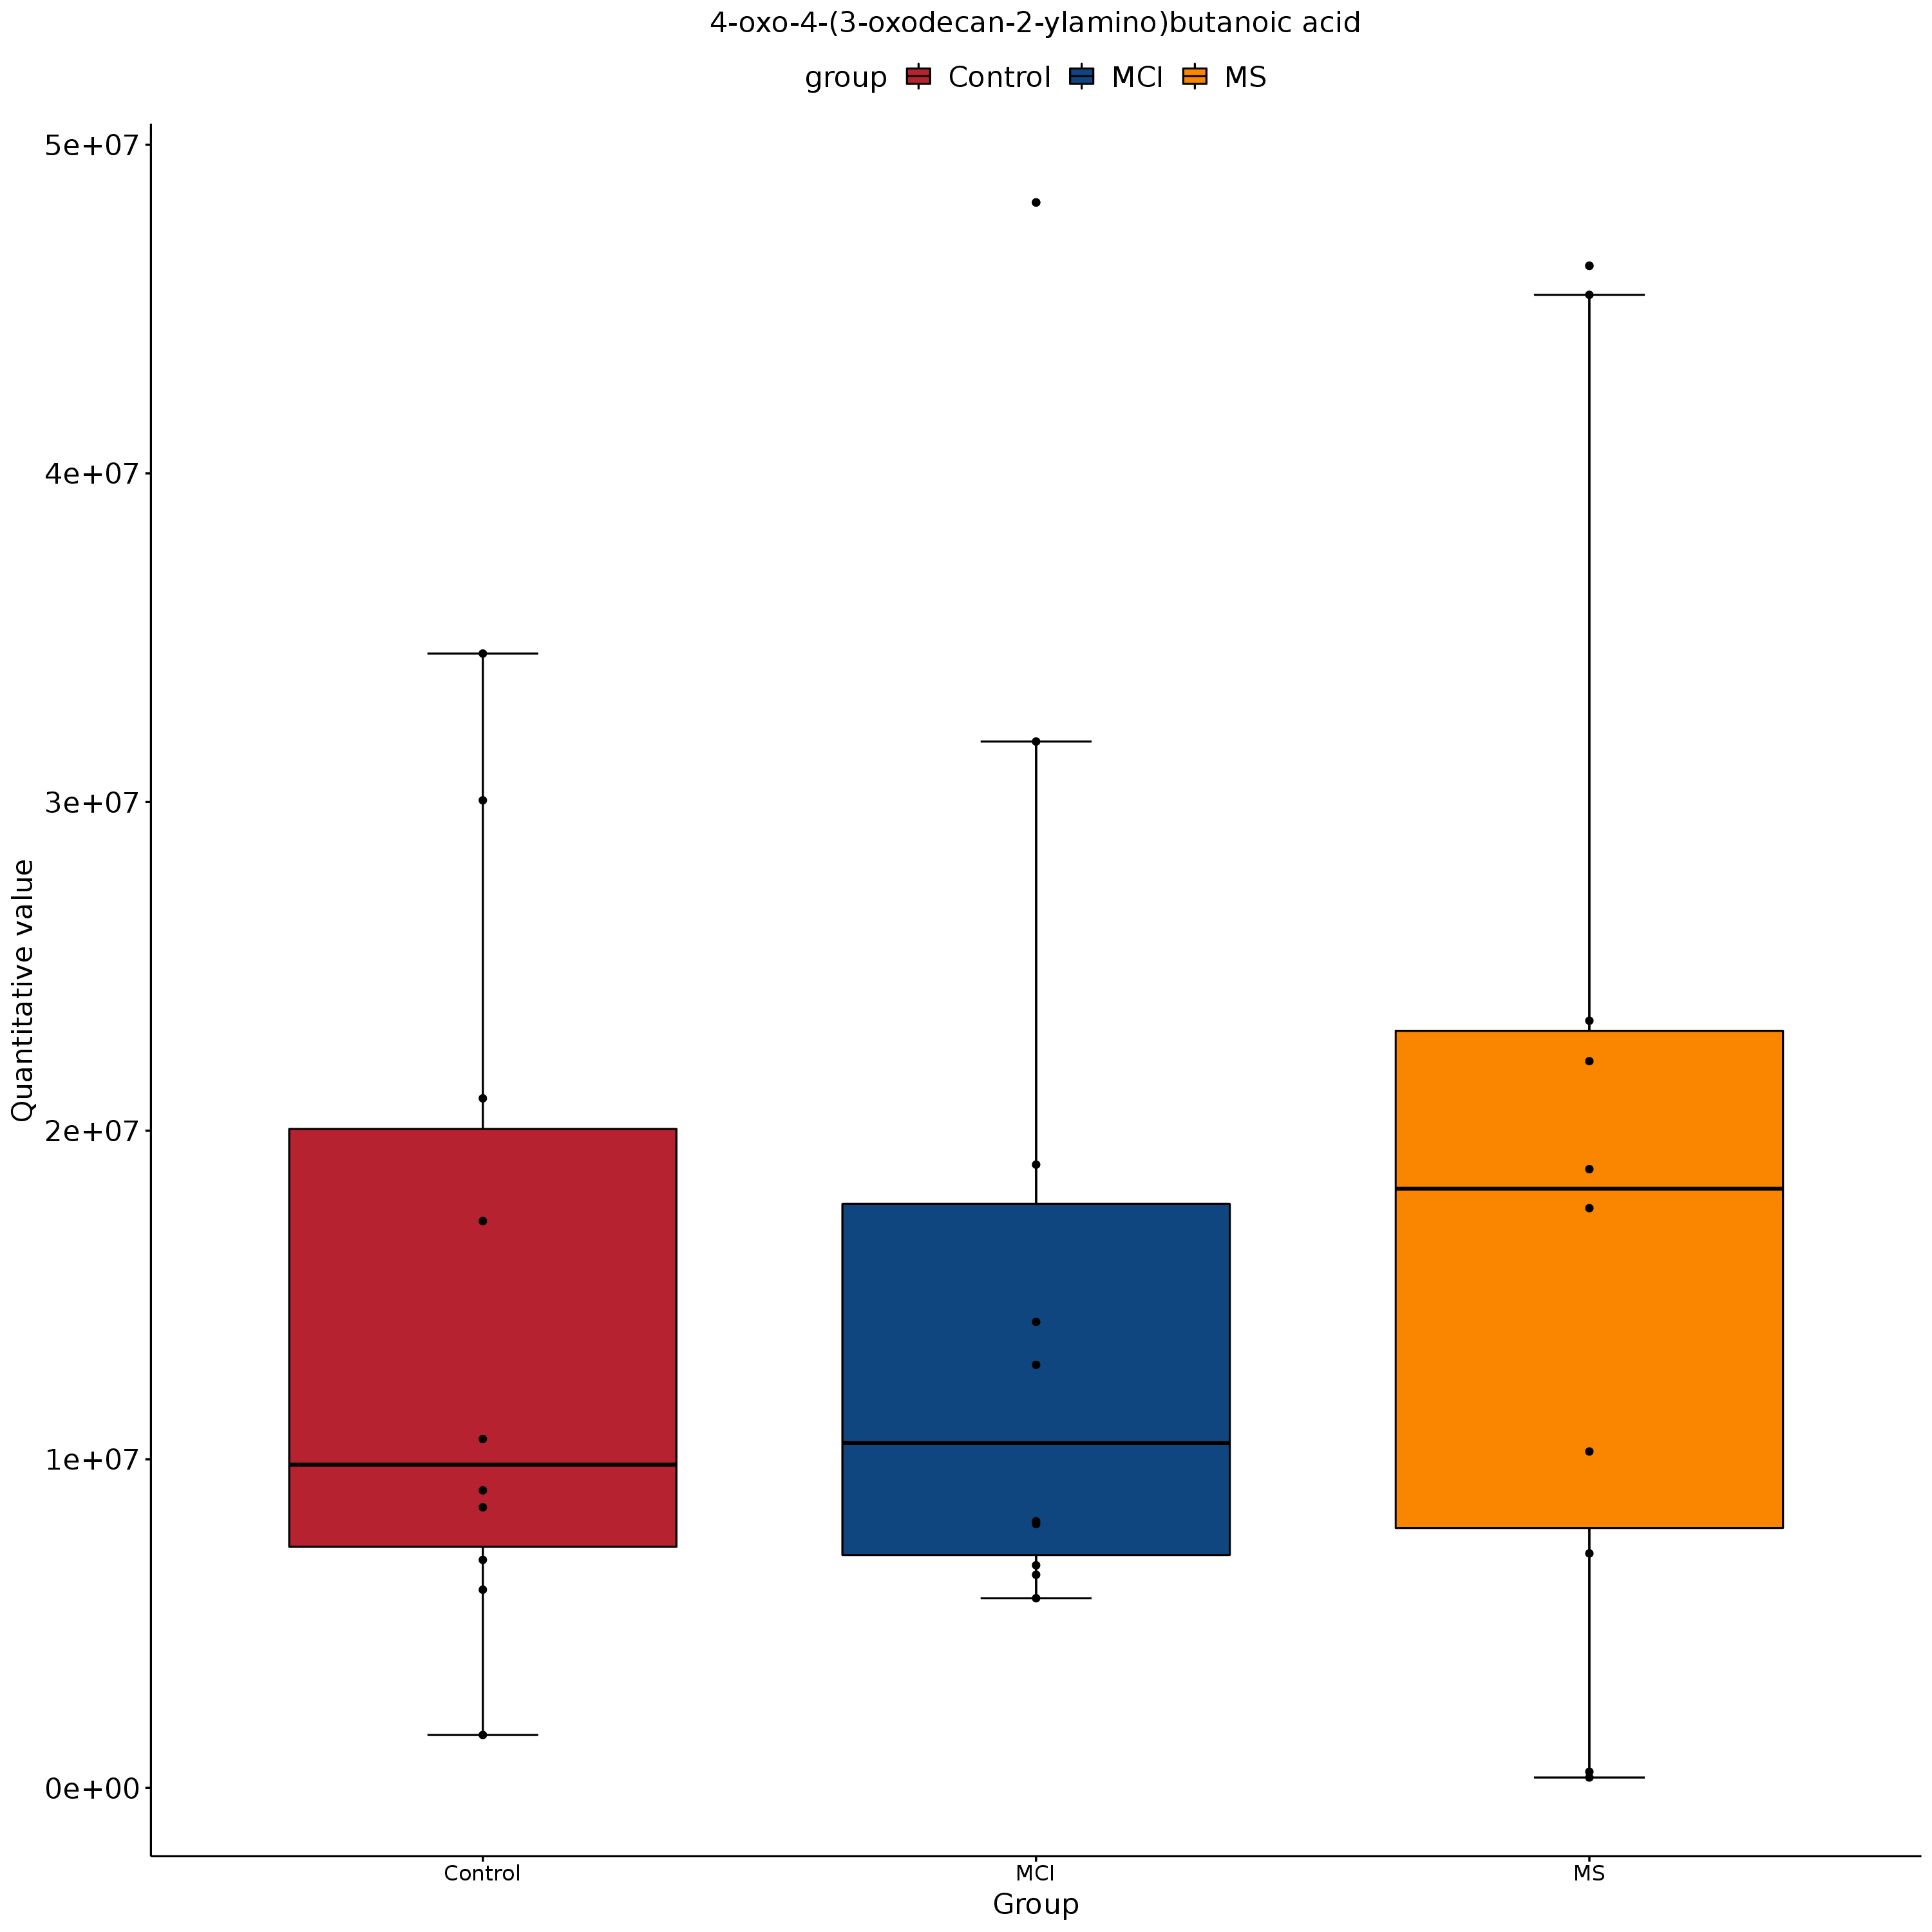 4-oxo-4-(3-oxodecan-2-ylamino)butanoic acid
group Control MCI MS
5e+07
4e+07
3e+07
2e+07
1e+07
0e+00
Quantitative value
Control MCI MS
Group